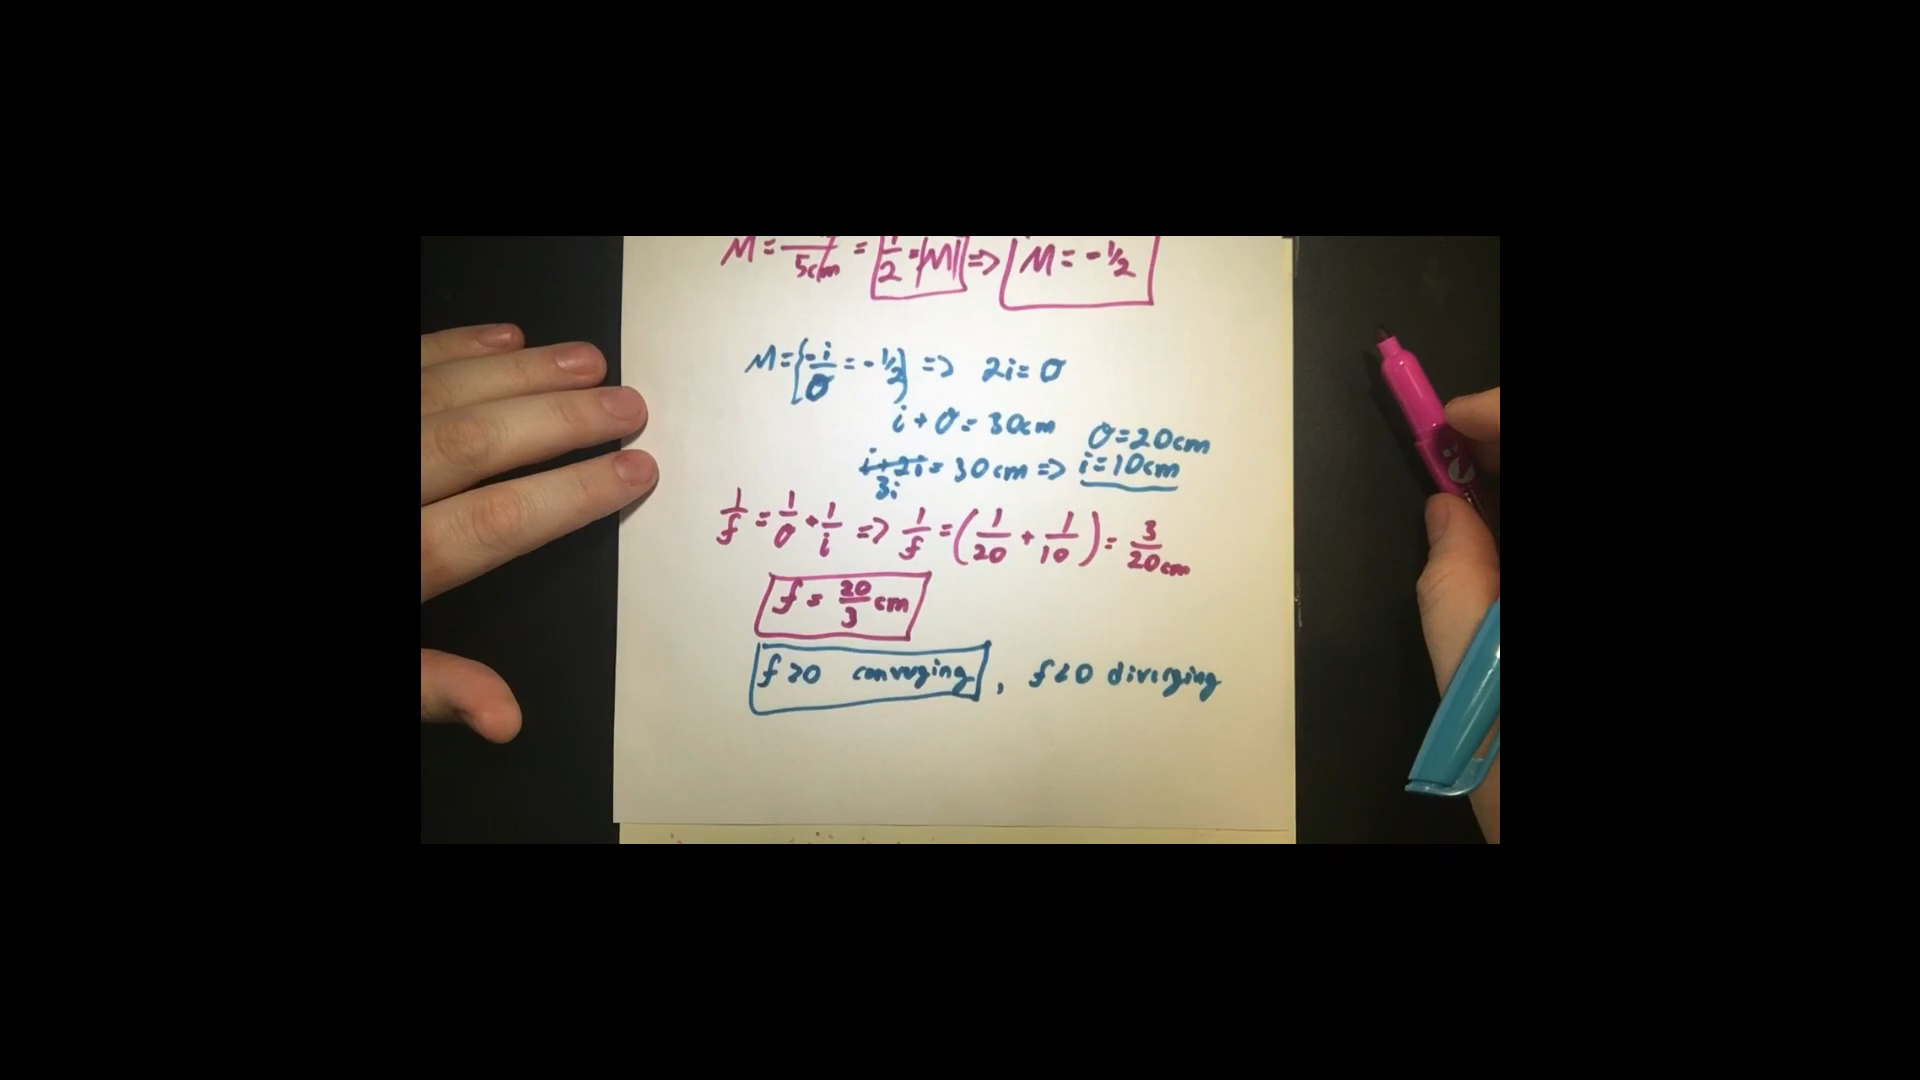 M = /5cm = 1/2 = |M| => M = -1/2
M = {-i/o = -1/2} => 2i = o
i + o = 30cm
o = 20cm
i+2i = 30cm => i = 10cm
3i
1/f = 1/o + 1/i => 1/f = (1/20 + 1/10) = 3/20cm
f = 20/3 cm
f>0 converging, f<0 diverging